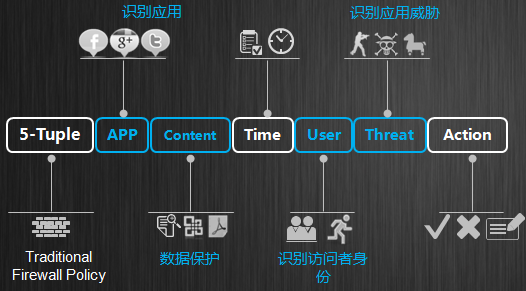 识别应用
识别应用威胁
f
g+
t
5-Tuple
APP
Content
Time
User
Threat
Action
Traditional
Firewall Policy
数据保护
识别访问者身
份